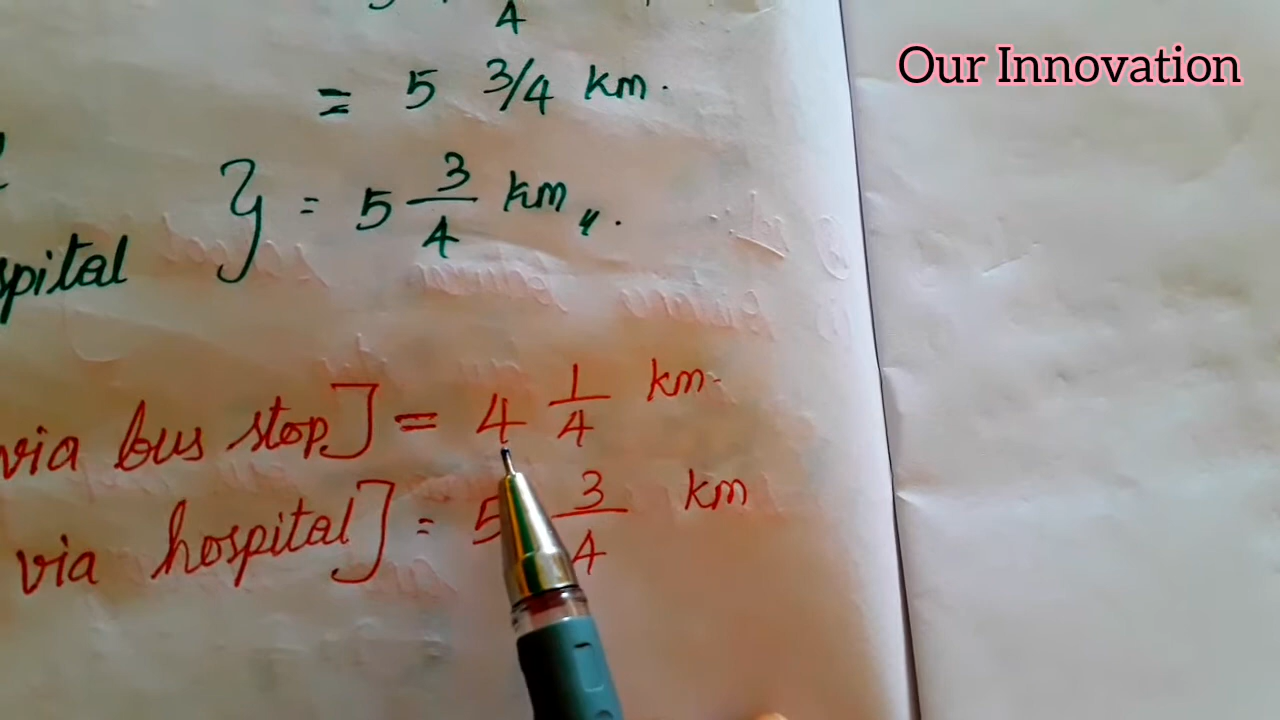 4
Our Innovation
= 5 3/4 km.
spital } = 5 3/4 km,,.
via bus stop] = 4 1/4 km.
via hospital] = 5 3/4 km